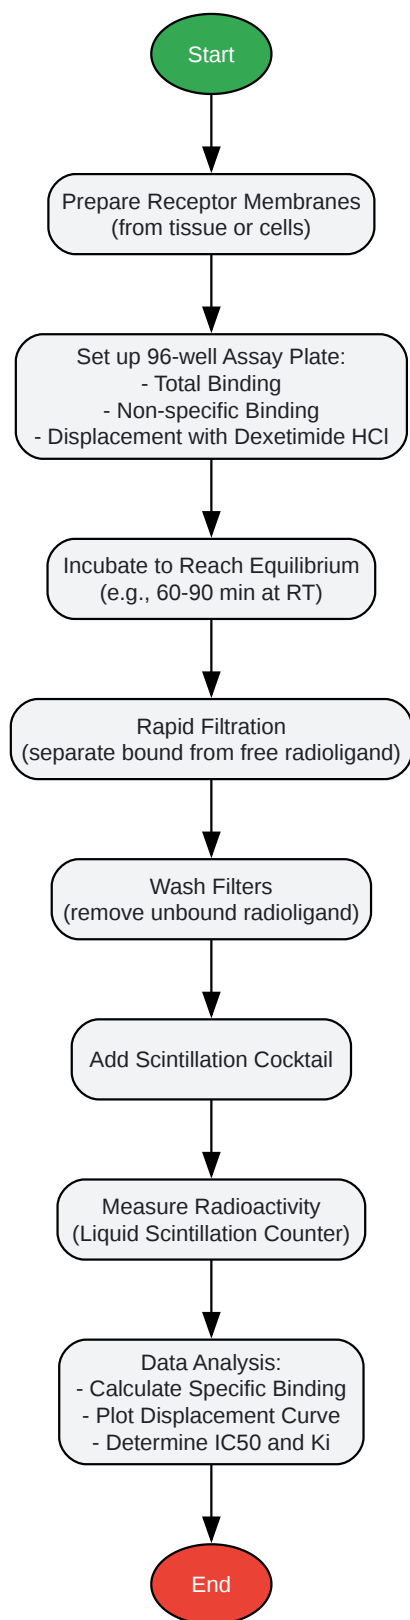 Start
Prepare Receptor Membranes
(from tissue or cells)
Set up 96-well Assay Plate:
- Total Binding
- Non-specific Binding
- Displacement with Dexetimide HCl
Incubate to Reach Equilibrium
(e.g., 60-90 min at RT)
Rapid Filtration
(separate bound from free radioligand)
Wash Filters
(remove unbound radioligand)
Add Scintillation Cocktail
Measure Radioactivity
(Liquid Scintillation Counter)
Data Analysis:
- Calculate Specific Binding
- Plot Displacement Curve
- Determine IC50 and Ki
End